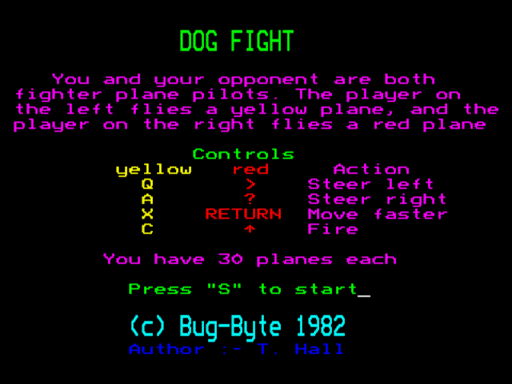 DOG FIGHT
You and your opponent are both
fighter plane pilots. The player on
the left flies a yellow plane, and the
player on the right flies a red plane
Controls
yellow red Action
Q > Steer left
A ? Steer right
X RETURN Move faster
C ↑ Fire
You have 30 planes each
Press "S" to start_
(c) Bug-Byte 1982
Author :- T. Hall